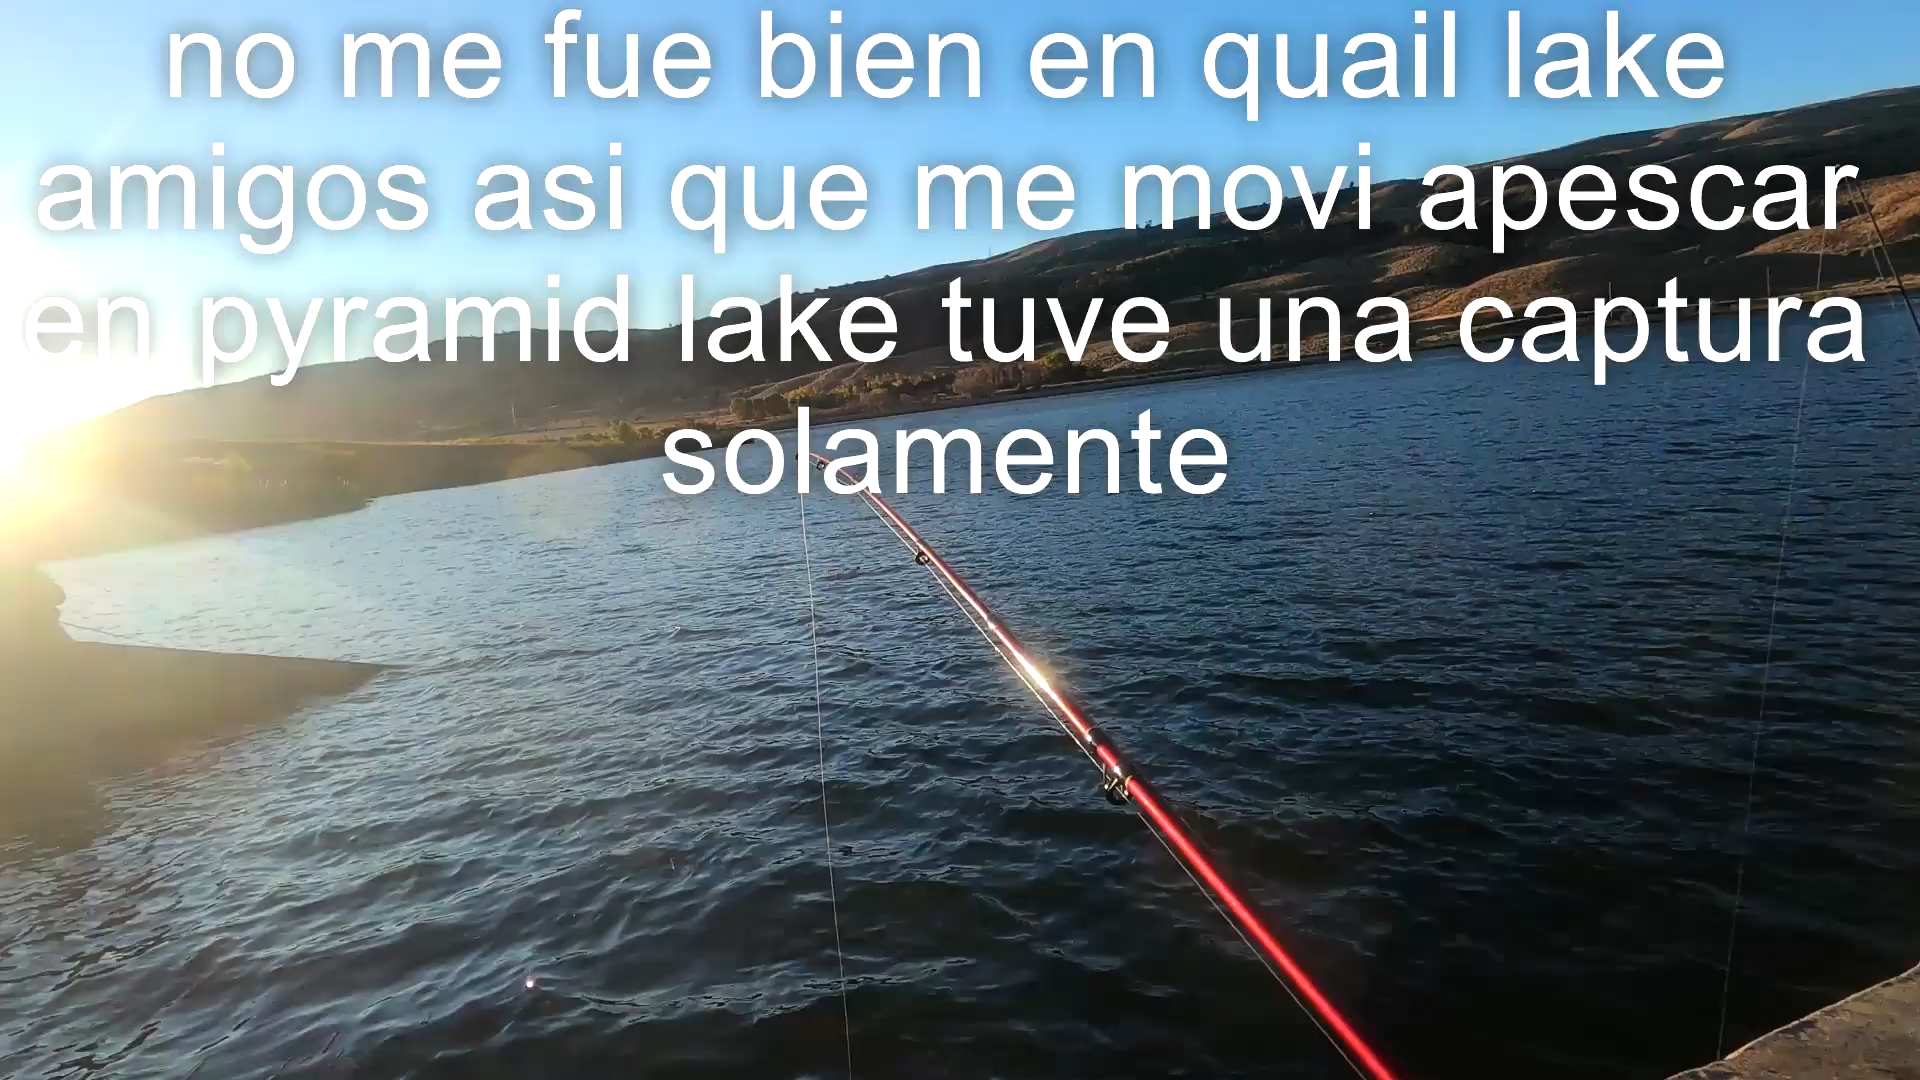 no me fue bien en quail lake
amigos asi que me movi apescar
en pyramid lake tuve una captura
solamente